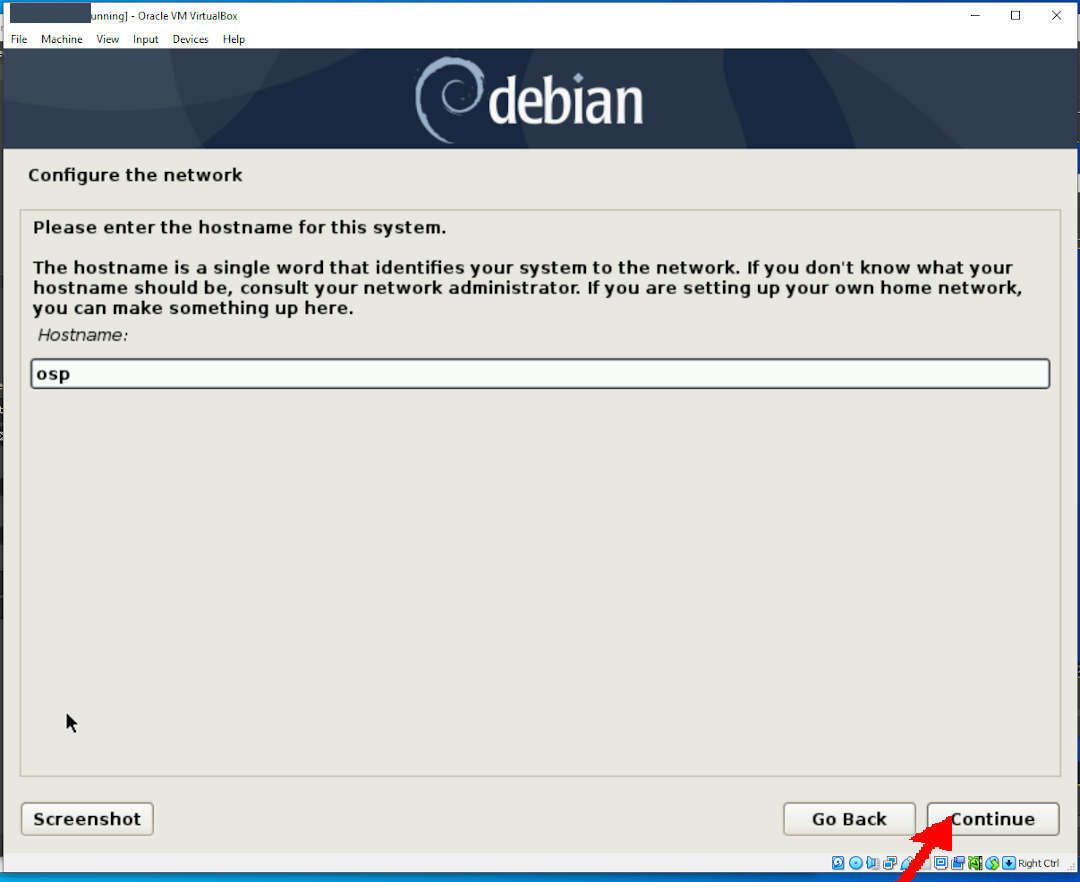 unning] - Oracle VM VirtualBox
File Machine View Input Devices Help
debian
Configure the network
Please enter the hostname for this system.
The hostname is a single word that identifies your system to the network. If you don't know what your
hostname should be, consult your network administrator. If you are setting up your own home network,
you can make something up here.
Hostname:
osp
Screenshot
Go Back
Continue
Right Ctrl